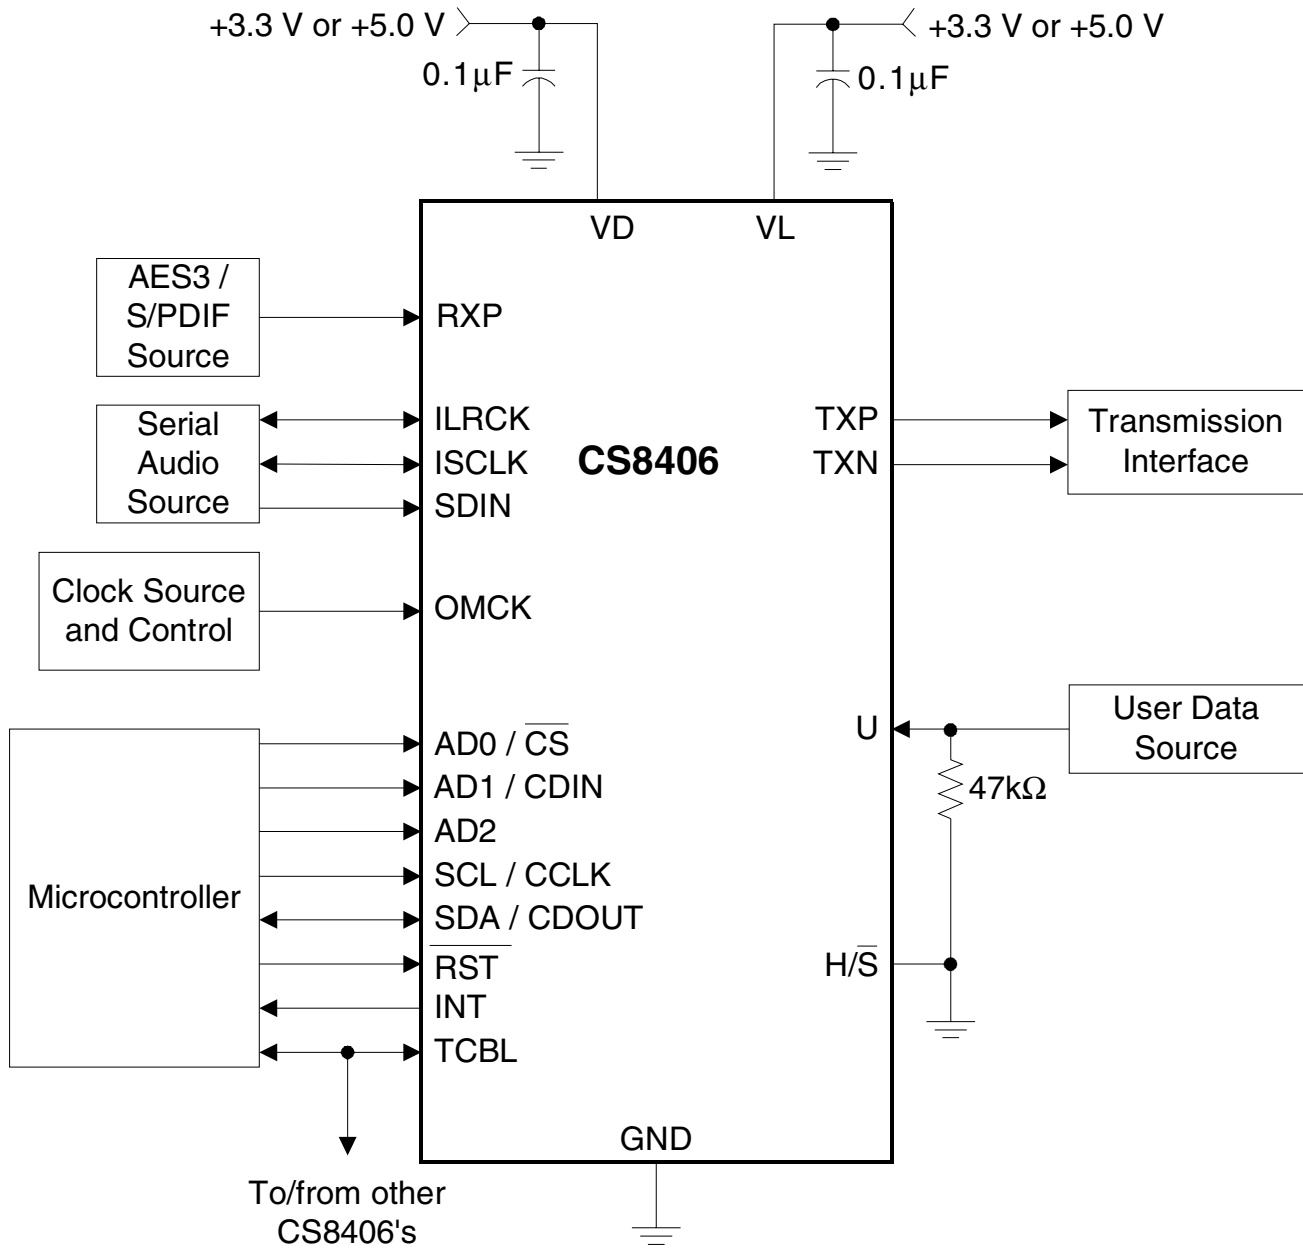 +3.3 V or +5.0 V
+3.3 V or +5.0 V
0.1µF
0.1µF
VD
VL
AES3 /
S/PDIF
Source
RXP
Serial
Audio
Source
ILRCK
ISCLK
SDIN
CS8406
TXP
TXN
Transmission
Interface
Clock Source
and Control
OMCK
U
User Data
Source
47kΩ
Microcontroller
AD0 / C̅S̅
AD1 / CDIN
AD2
SCL / CCLK
SDA / CDOUT
R̅S̅T̅
INT
TCBL
H/S̅
GND
To/from other
CS8406's